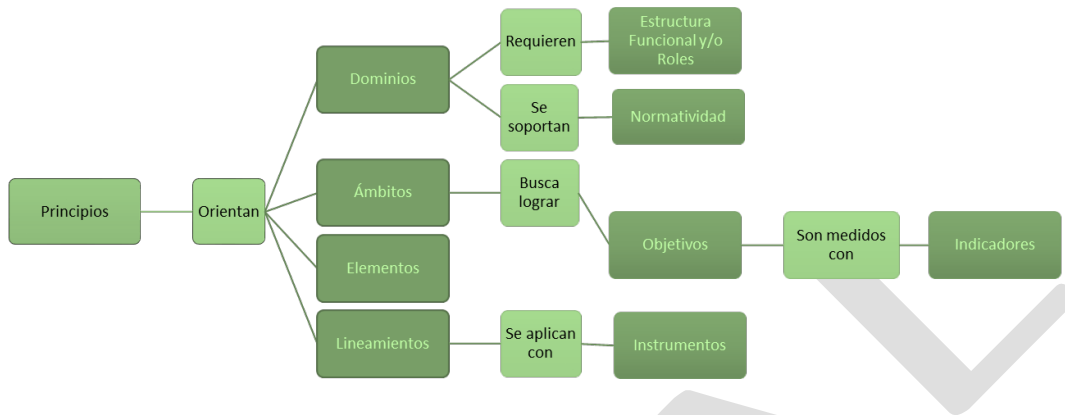 Principios
Orientan
Dominios
Requieren
Estructura
Funcional y/o
Roles
Se
soportan
Normatividad
Ámbitos
Busca
lograr
Objetivos
Son medidos
con
Indicadores
Elementos
Lineamientos
Se aplican
con
Instrumentos